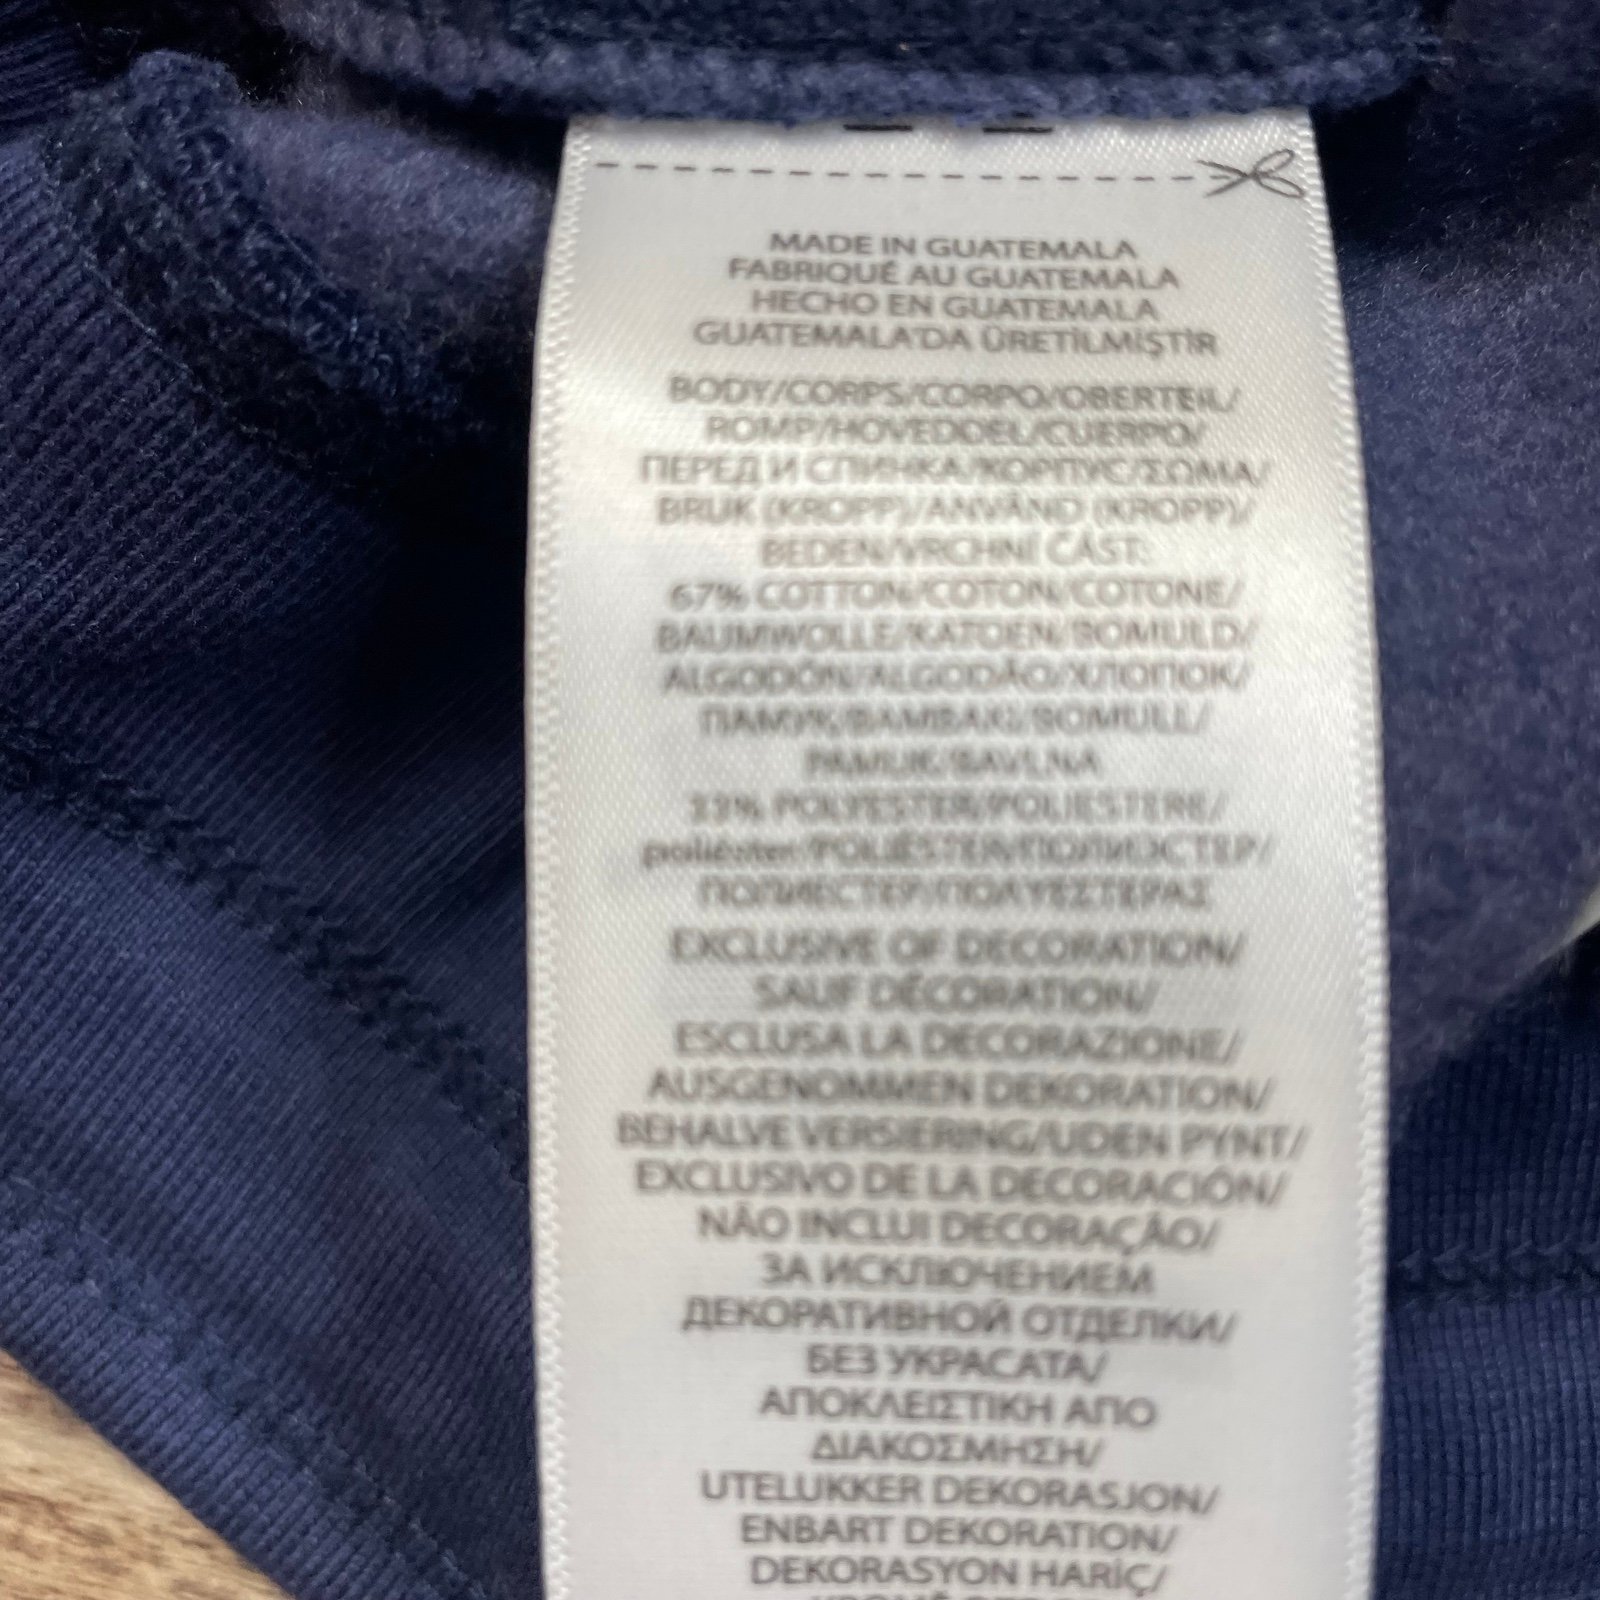 MADE IN GUATEMALA
FABRIQUÉ AU GUATEMALA
HECHO EN GUATEMALA
GUATEMALA'DA ÜRETİLMİŞTİR
BODY/CORPS/CORPO/OBERTEIL/
ROMP/HOVEDDEL/CUERPO/
ПЕРЕД И СПИНКА/КОРПУС/ΣΩΜΑ/
BRUK (KROPP)/ANVÄND (KROPP)/
BEDEN/VRCHNÍ ČÁST:
67% COTTON/COTON/COTONE/
BAUMWOLLE/KATOEN/BOMULD/
ALGODÓN/ALGODÃO/ХЛОПОК/
ПАМУК/ΒΑΜΒΑΚΙ/BOMULL/
PAMUK/BAVLNA
33% POLYESTER/POLIESTERE/
poliéster/POLIÉSTER/ПОЛИЭСТЕР/
ПОЛИЕСТЕР/ΠΟΛΥΕΣΤΕΡΑΣ
EXCLUSIVE OF DECORATION/
SAUF DÉCORATION/
ESCLUSA LA DECORAZIONE/
AUSGENOMMEN DEKORATION/
BEHALVE VERSIERING/UDEN PYNT/
EXCLUSIVO DE LA DECORACIÓN/
NÃO INCLUI DECORAÇÃO/
ЗА ИСКЛЮЧЕНИЕМ
ДЕКОРАТИВНОЙ ОТДЕЛКИ/
БЕЗ УКРАСАТА/
ΑΠΟΚΛΕΙΣΤΙΚΗ ΑΠΟ
ΔΙΑΚΟΣΜΗΣΗ/
UTELUKKER DEKORASJON/
ENBART DEKORATION/
DEKORASYON HARİÇ/